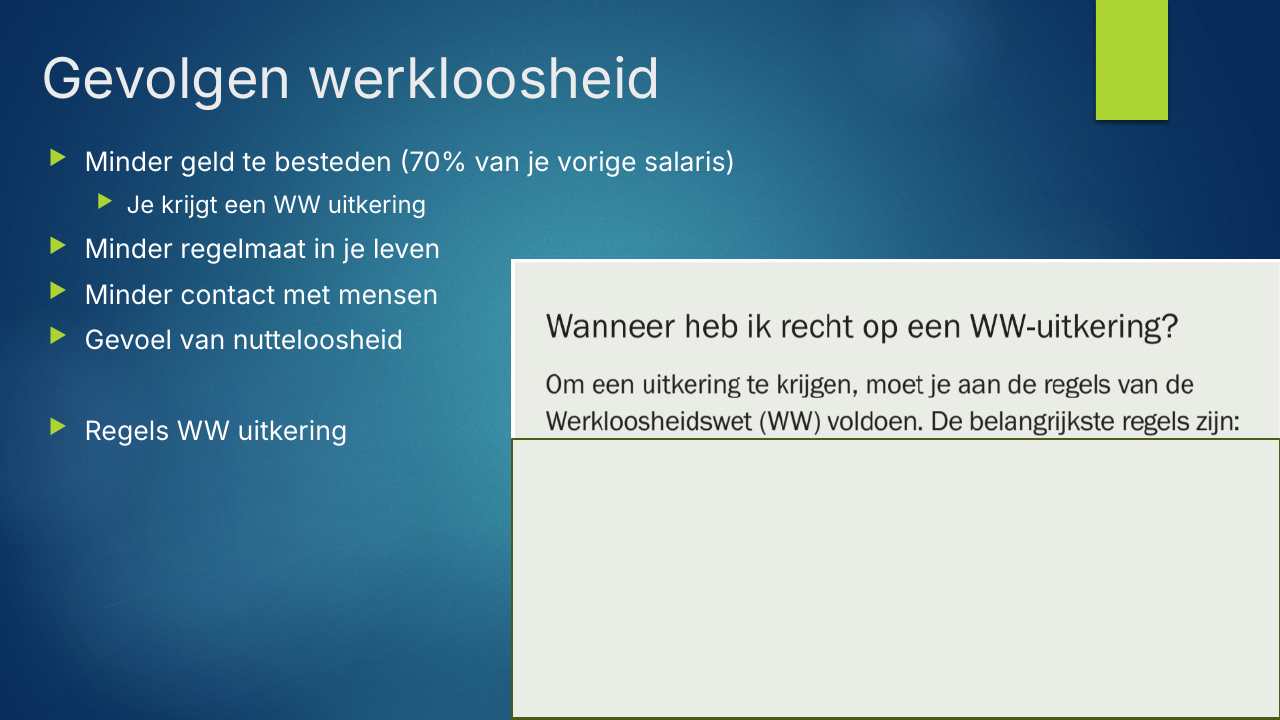 Gevolgen werkloosheid
Minder geld te besteden (70% van je vorige salaris)
Je krijgt een WW uitkering
Minder regelmaat in je leven
Minder contact met mensen
Gevoel van nutteloosheid
Regels WW uitkering
Wanneer heb ik recht op een WW-uitkering?
Om een uitkering te krijgen, moet je aan de regels van de
Werkloosheidswet (WW) voldoen. De belangrijkste regels zijn: